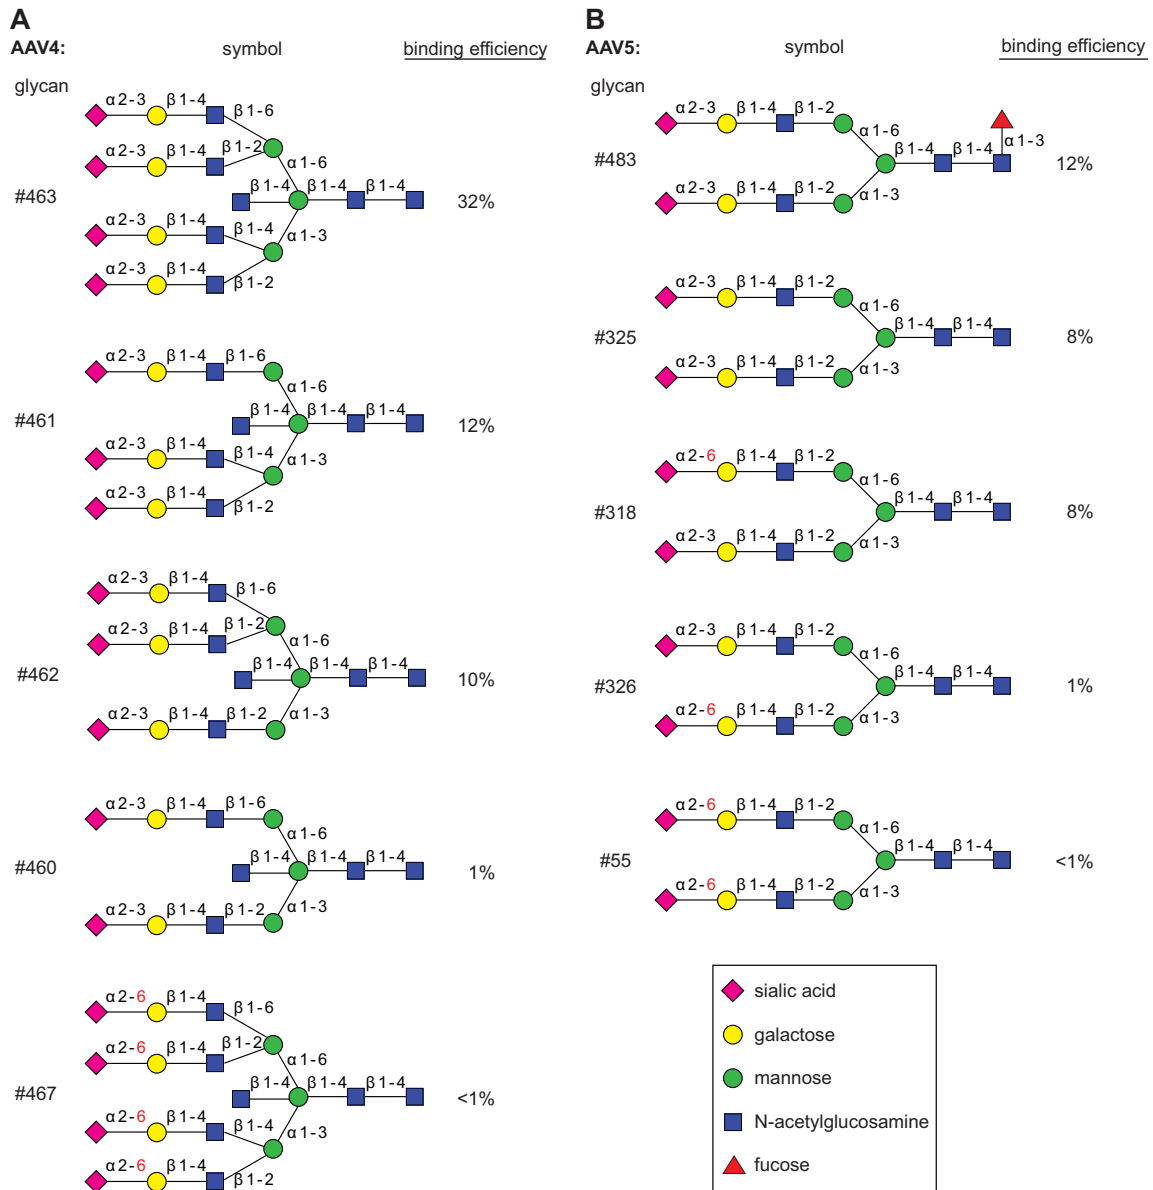 A
AAV4: symbol binding efficiency
glycan
α2-3 β1-4 β1-6
α2-3 β1-4 β1-2 α1-6
#463 β1-4 β1-4 β1-4 32%
α2-3 β1-4 β1-4 α1-3
α2-3 β1-4 β1-2
α2-3 β1-4 β1-6
α1-6
#461 β1-4 β1-4 β1-4 12%
α2-3 β1-4 β1-4 α1-3
α2-3 β1-4 β1-2
α2-3 β1-4 β1-6
α2-3 β1-4 β1-2 α1-6
#462 β1-4 β1-4 β1-4 10%
α2-3 β1-4 β1-2 α1-3
α2-3 β1-4 β1-6
α1-6
#460 β1-4 β1-4 β1-4 1%
α2-3 β1-4 β1-2 α1-3
α2-6 β1-4 β1-6
α2-6 β1-4 β1-2 α1-6
#467 β1-4 β1-4 β1-4 <1%
α2-6 β1-4 β1-4 α1-3
α2-6 β1-4 β1-2
B
AAV5: symbol binding efficiency
glycan
α2-3 β1-4 β1-2
α1-6 α1-3
#483 β1-4 β1-4 12%
α2-3 β1-4 β1-2 α1-3
α2-3 β1-4 β1-2
α1-6
#325 β1-4 β1-4 8%
α2-3 β1-4 β1-2 α1-3
α2-6 β1-4 β1-2
α1-6
#318 β1-4 β1-4 8%
α2-3 β1-4 β1-2 α1-3
α2-3 β1-4 β1-2
α1-6
#326 β1-4 β1-4 1%
α2-6 β1-4 β1-2 α1-3
α2-6 β1-4 β1-2
α1-6
#55 β1-4 β1-4 <1%
α2-6 β1-4 β1-2 α1-3
sialic acid
galactose
mannose
N-acetylglucosamine
fucose